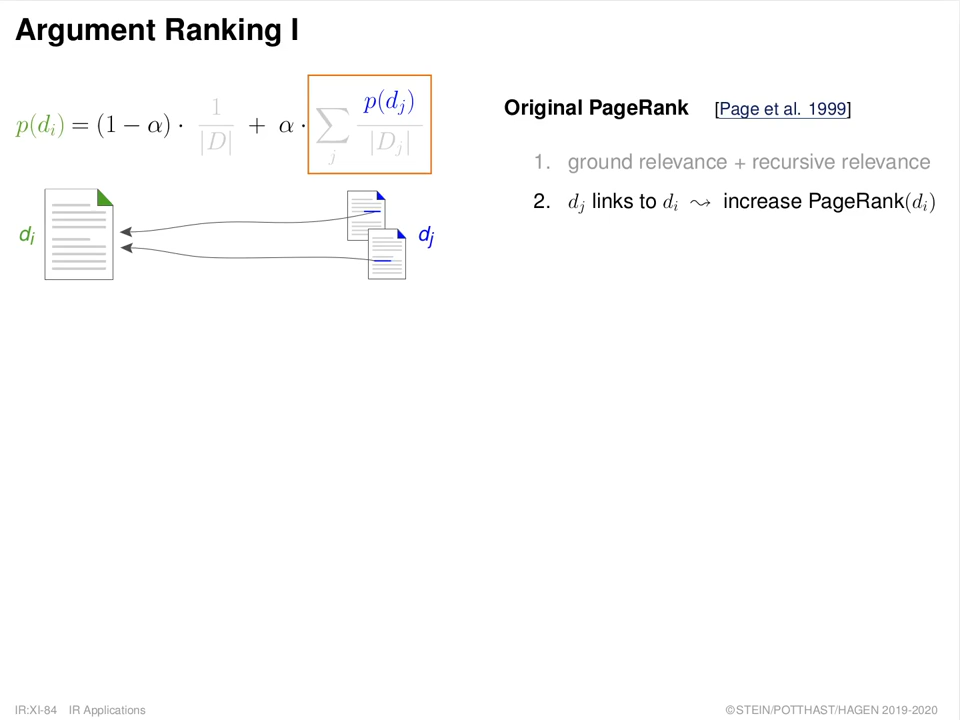 Argument Ranking I
p(d_i) = (1 − α) · 1/|D| + α · ∑_j p(d_j)/|D_j|
Original PageRank [Page et al. 1999]
1. ground relevance + recursive relevance
2. d_j links to d_i ⇝ increase PageRank(d_i)
d_i
d_j
IR:XI-84 IR Applications
©STEIN/POTTHAST/HAGEN 2019-2020